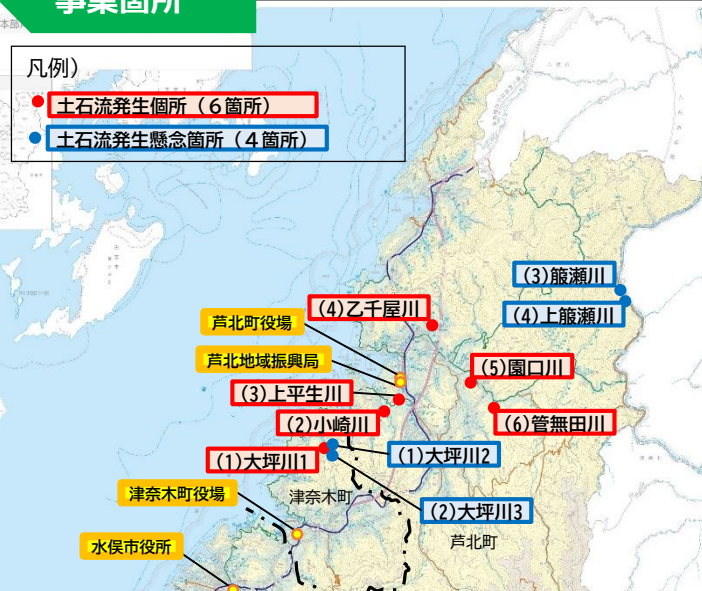 事業箇所
凡例）
土石流発生個所（６箇所）
土石流発生懸念箇所（４箇所）
(3)箙瀬川
(4)上箙瀬川
(4)乙千屋川
芦北町役場
芦北地域振興局
(5)園口川
(3)上平生川
(2)小崎川
(6)管無田川
(1)大坪川1
(1)大坪川2
津奈木町役場
津奈木町
(2)大坪川3
芦北町
水俣市役所